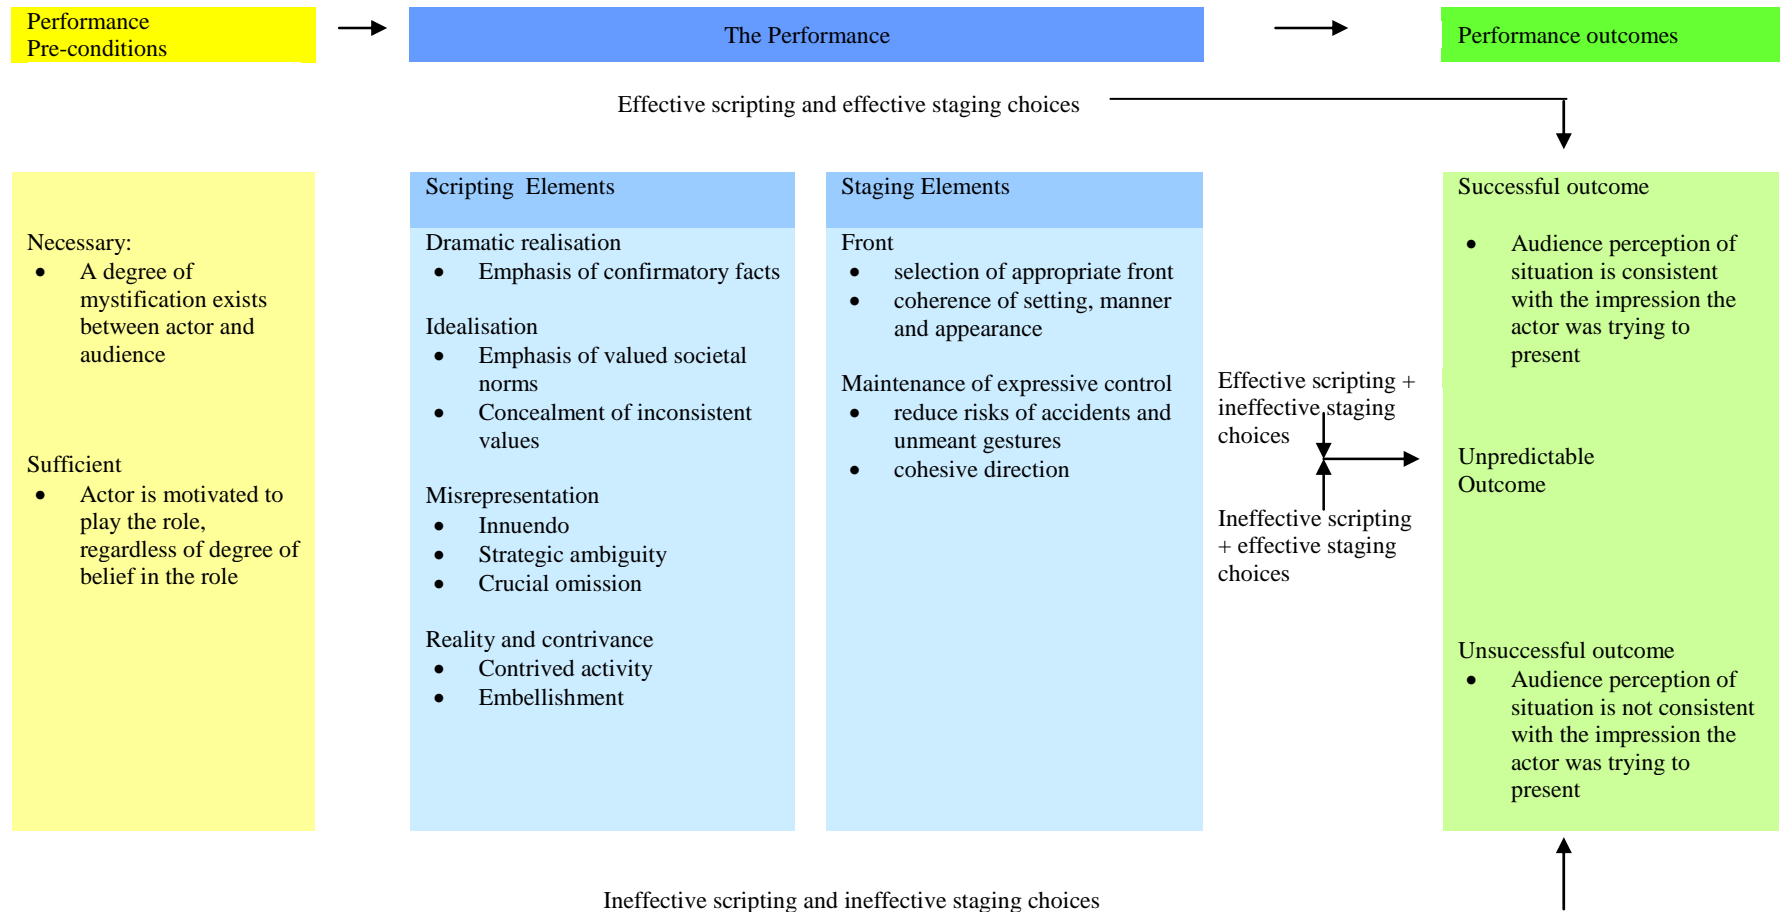 Performance
Pre-conditions
The Performance
Performance outcomes
Effective scripting and effective staging choices
Necessary:
• A degree of
mystification exists
between actor and
audience
Sufficient
• Actor is motivated to
play the role,
regardless of degree of
belief in the role
Scripting Elements
Dramatic realisation
• Emphasis of confirmatory facts
Idealisation
• Emphasis of valued societal
norms
• Concealment of inconsistent
values
Misrepresentation
• Innuendo
• Strategic ambiguity
• Crucial omission
Reality and contrivance
• Contrived activity
• Embellishment
Staging Elements
Front
• selection of appropriate front
• coherence of setting, manner
and appearance
Maintenance of expressive control
• reduce risks of accidents and
unmeant gestures
• cohesive direction
Effective scripting +
ineffective staging
choices
Ineffective scripting
+ effective staging
choices
Successful outcome
• Audience perception of
situation is consistent
with the impression the
actor was trying to
present
Unpredictable
Outcome
Unsuccessful outcome
• Audience perception of
situation is not consistent
with the impression the
actor was trying to
present
Ineffective scripting and ineffective staging choices